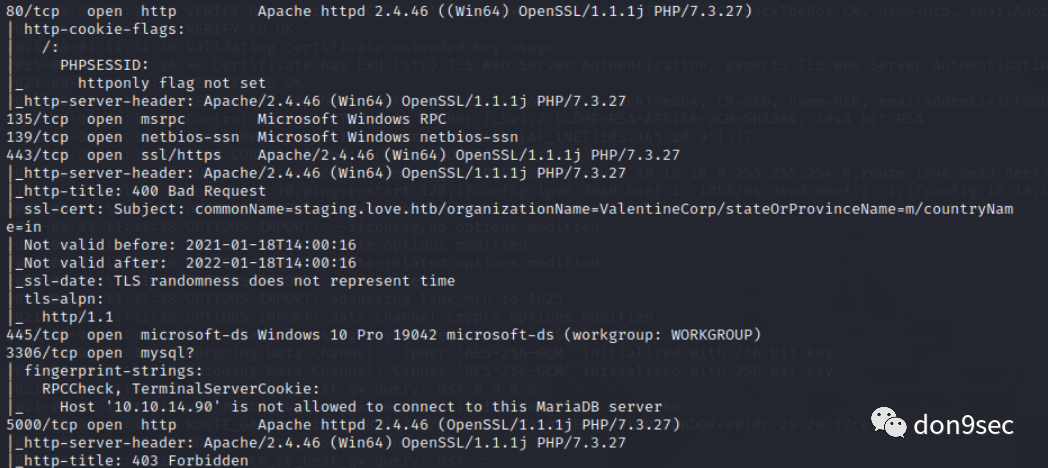 80/tcp   open  http         Apache httpd 2.4.46 ((Win64) OpenSSL/1.1.1j PHP/7.3.27)
| http-cookie-flags:
|   /:
|     PHPSESSID:
|_      httponly flag not set
|_http-server-header: Apache/2.4.46 (Win64) OpenSSL/1.1.1j PHP/7.3.27
135/tcp  open  msrpc        Microsoft Windows RPC
139/tcp  open  netbios-ssn  Microsoft Windows netbios-ssn
443/tcp  open  ssl/https    Apache/2.4.46 (Win64) OpenSSL/1.1.1j PHP/7.3.27
|_http-server-header: Apache/2.4.46 (Win64) OpenSSL/1.1.1j PHP/7.3.27
|_http-title: 400 Bad Request
| ssl-cert: Subject: commonName=staging.love.htb/organizationName=ValentineCorp/stateOrProvinceName=m/countryNam
e=in
| Not valid before: 2021-01-18T14:00:16
|_Not valid after:  2022-01-18T14:00:16
|_ssl-date: TLS randomness does not represent time
| tls-alpn:
|_  http/1.1
445/tcp  open  microsoft-ds Windows 10 Pro 19042 microsoft-ds (workgroup: WORKGROUP)
3306/tcp open  mysql?
| fingerprint-strings:
|   RPCCheck, TerminalServerCookie:
|_    Host '10.10.14.90' is not allowed to connect to this MariaDB server
5000/tcp open  http         Apache httpd 2.4.46 (OpenSSL/1.1.1j PHP/7.3.27)
|_http-server-header: Apache/2.4.46 (Win64) OpenSSL/1.1.1j PHP/7.3.27
|_http-title: 403 Forbidden
don9sec